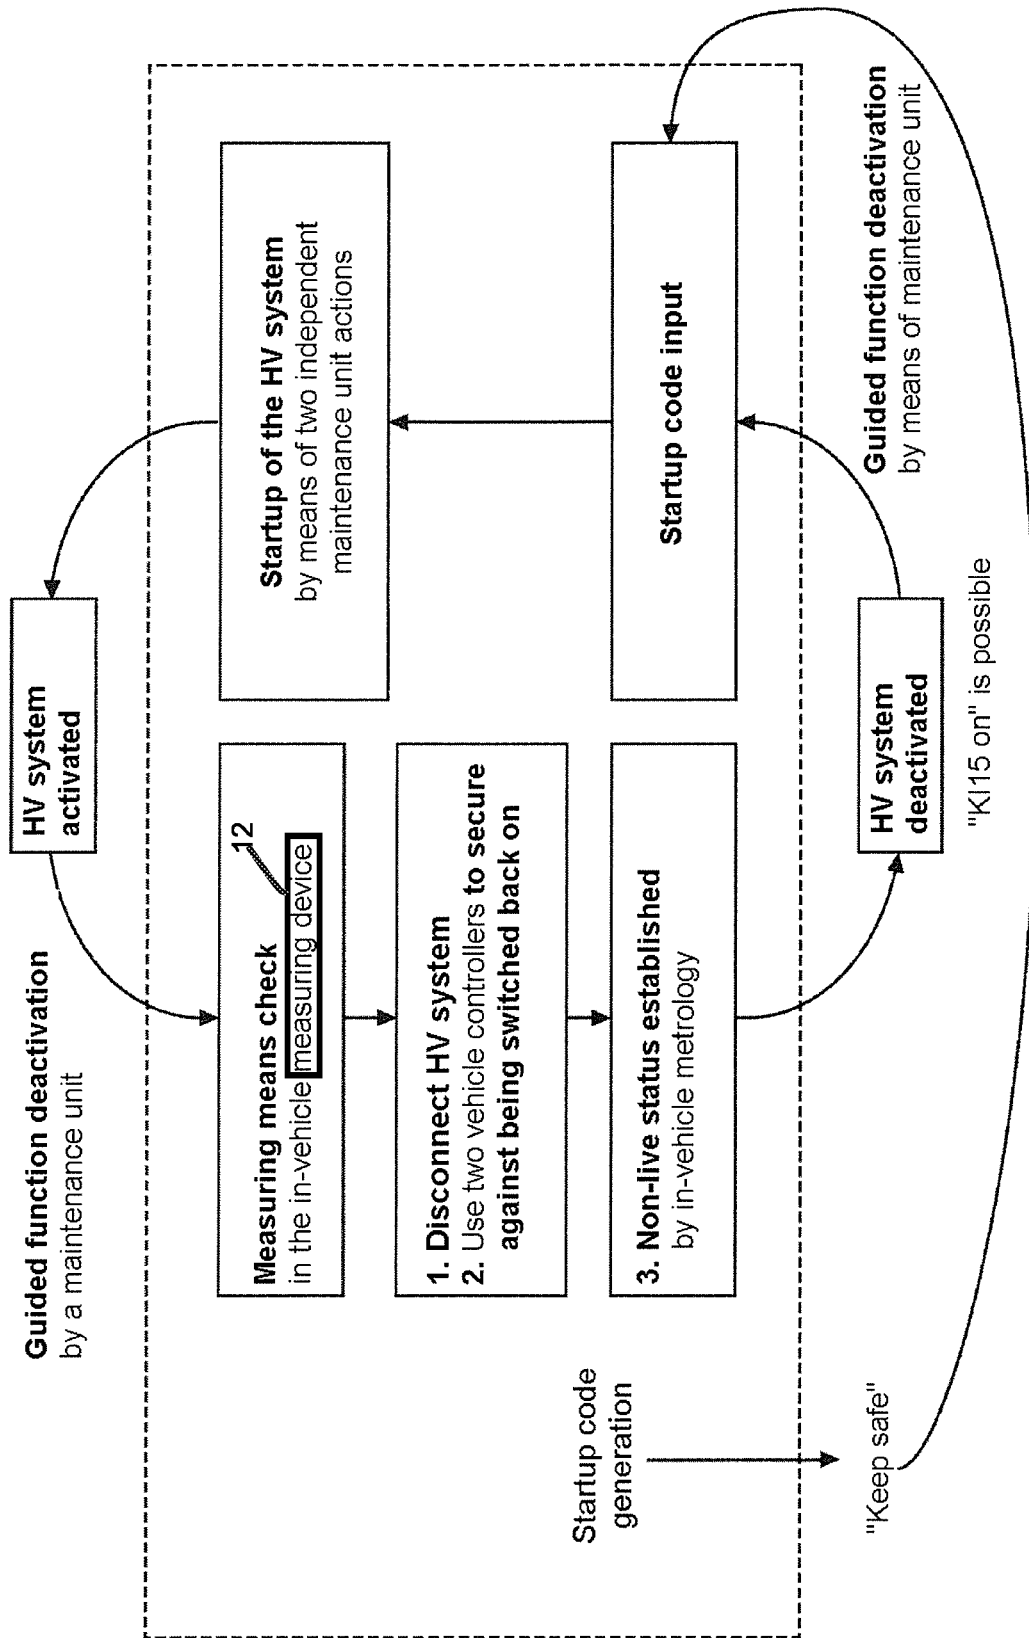 Guided function deactivation
by a maintenance unit
HV system
activated
Measuring means check
in the in-vehicle measuring device
12
1. Disconnect HV system
2. Use two vehicle controllers to secure
against being switched back on
3. Non-live status established
by in-vehicle metrology
Startup of the HV system
by means of two independent
maintenance unit actions
Startup code input
Startup code
generation
"Keep safe"
HV system
deactivated
"KI15 on" is possible
Guided function deactivation
by means of maintenance unit